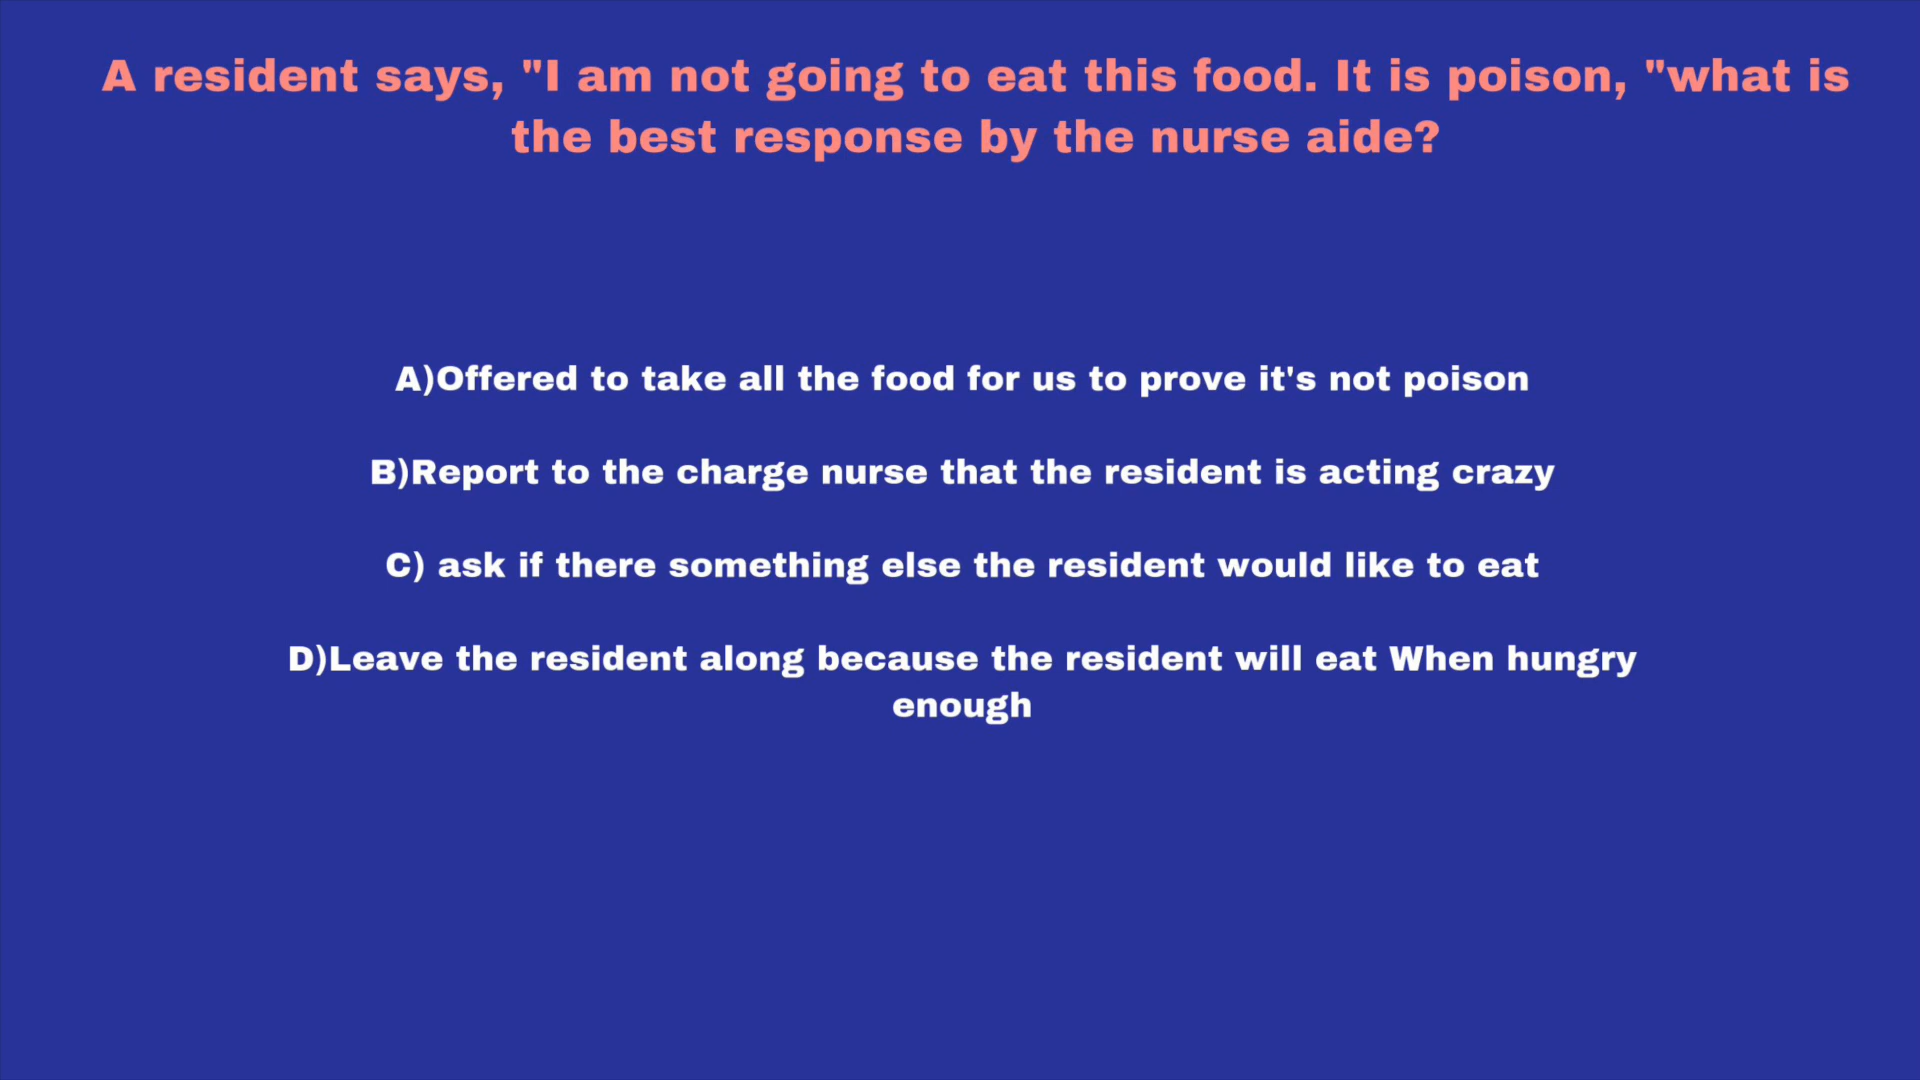 A resident says, "I am not going to eat this food. It is poison, "what is
the best response by the nurse aide?
A)Offered to take all the food for us to prove it's not poison
B)Report to the charge nurse that the resident is acting crazy
C) ask if there something else the resident would like to eat
D)Leave the resident along because the resident will eat When hungry
enough